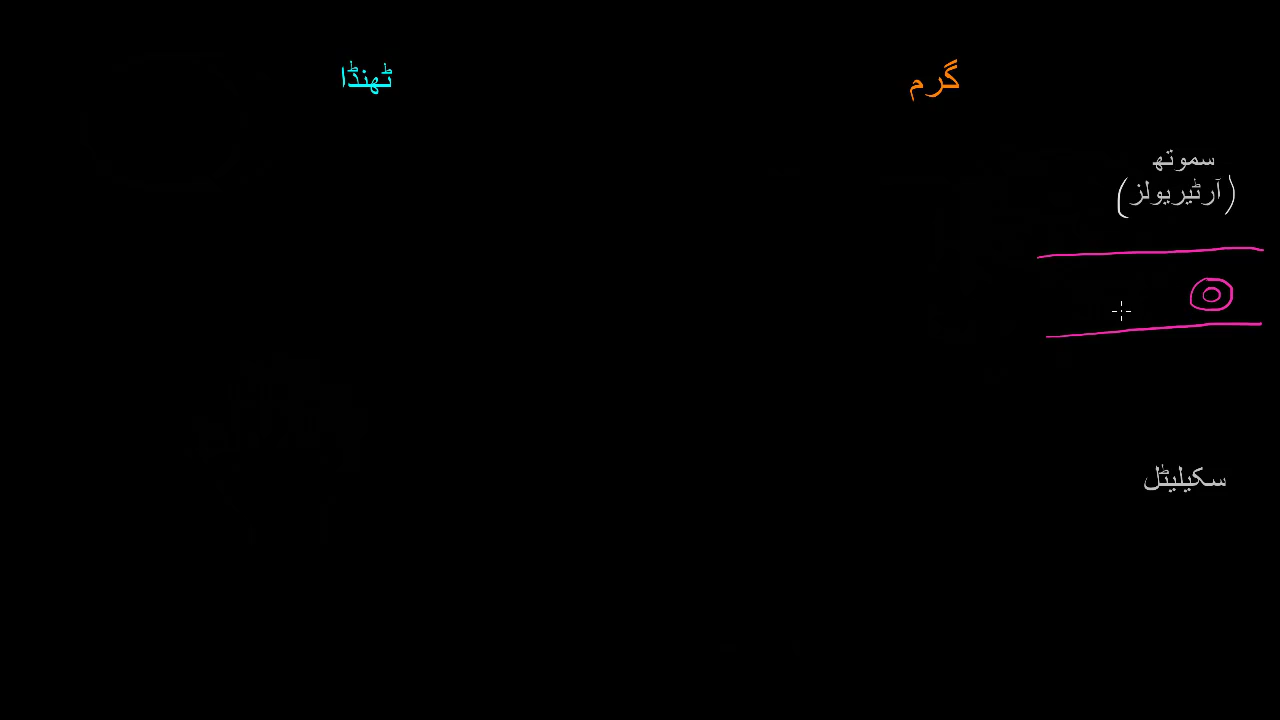 گرم
ٹھنڈا
سموتھ
(آرٹیریولز)
سکیلیٹل